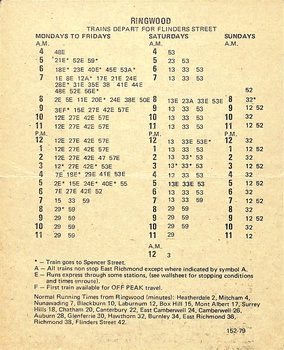 RINGWOOD
TRAINS DEPART FOR FLINDERS STREET
MONDAYS TO FRIDAYS SATURDAYS SUNDAYS
A.M. A.M. A.M.
4 48E 4 53
5 21E* 52E 59* 5 23 53
6 18E* 23E 40E* 45E 53A* 6 13 33 53
7 1E 8E 12A* 17E 21E 24E 7 13 33 53
28E* 31E 35E 38 41E 44E
48E 52E 56E* 52
8 2E 5E 11E 20E* 24E 38E 50E 8 13E 23A 33E 53E 8 32*
9 3EF* 15E 27E 42E 57E 9 13E 33E 53E 9 12 52
10 12E 27E 42E 57E 10 13E 33E 53E 10 32
11 12E 27E 42E 57E 11 13E 33E 53E 11 12 52
P.M. P.M. P.M.
12 12E 27E 42E 57E 12 13E 33E 53E* 12 32
1 12E 27E 42E 57E 1 13 33* 53* 1 12 52
2 12E 27E 42E 47 57E 2 13 33 53 2 32
3 12E* 27E 42E* 53E 3 13 33 53* 3 12 52
4 7E 18E* 29E 41E 53E 4 13 33 53 4 32
5 2E* 15E 24E* 40E* 55 5 13E 33E 53 5 12 52
6 7E 27E 42E 57E 6 13 33 53 6 32
7 15 33 59 7 13 33 59 7 12 52
8 29* 59 8 29 59 8 32
9 29 59 9 29 59 9 12 52
10 29 59 10 29 59 10 32
11 29 11 29 59 11 12
A.M.
12 3
* — Train goes to Spencer Street.
A — All trains non stop East Richmond except where indicated by symbol A.
E — Runs express through some stations, (see wallsheet for stopping conditions
and times enroute).
F — First train available for OFF PEAK travel.
Normal Running Times from Ringwood (minutes): Heatherdale 2, Mitcham 4,
Nunawading 7, Blackburn 10, Laburnum 12, Box Hill 15, Mont Albert 17, Surrey
Hills 18, Chatham 20, Canterbury 22, East Camberwell 24, Camberwell 26,
Auburn 28, Glenferrie 30, Hawthorn 32, Burnley 34, East Richmond 36,
Richmond 38, Flinders Street 42.
152-79